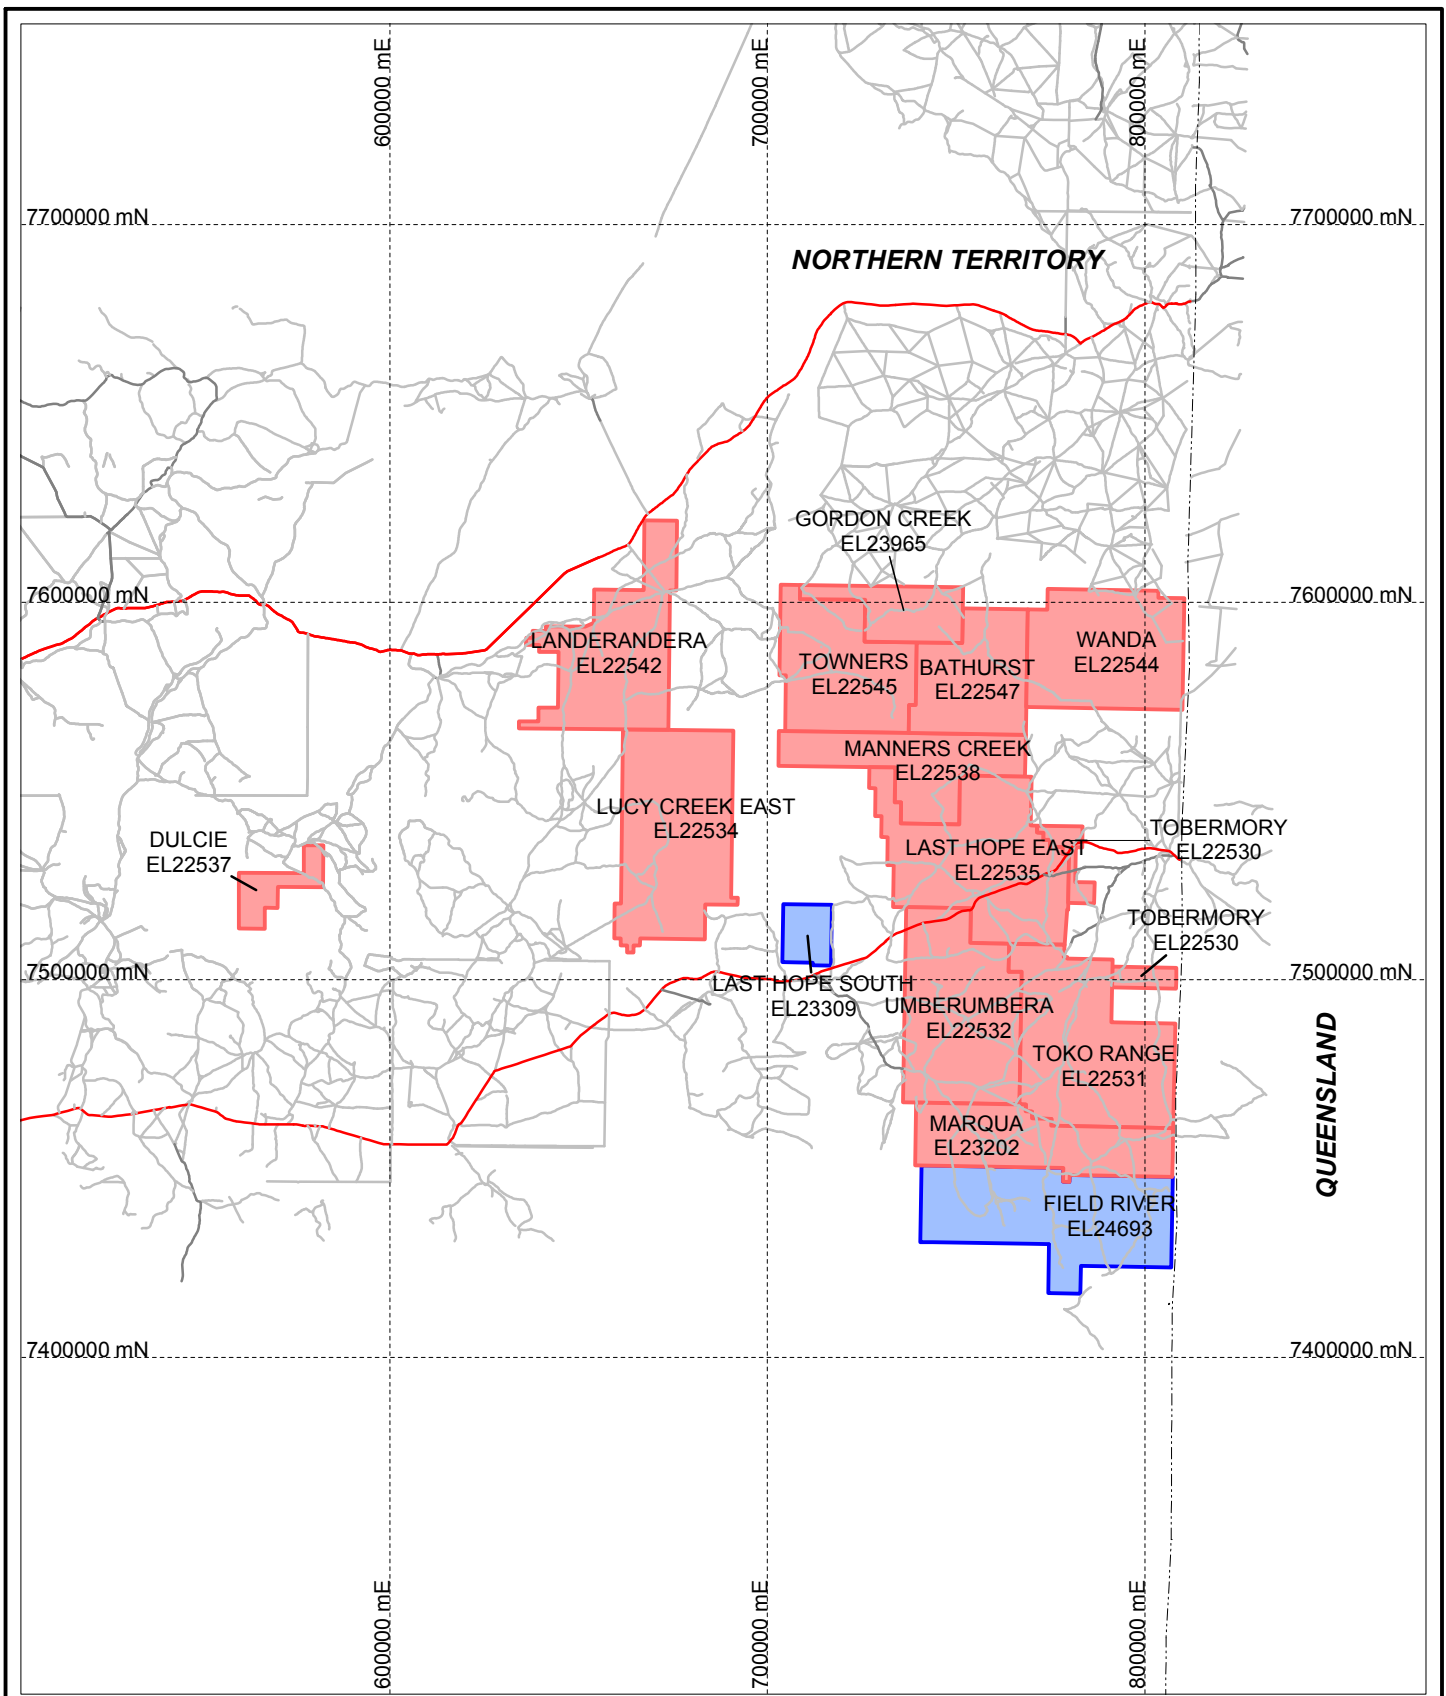 600000 mE
700000 mE
800000 mE
7700000 mN
7700000 mN
NORTHERN TERRITORY
GORDON CREEK
EL23965
7600000 mN
7600000 mN
LANDERANDERA
EL22542
TOWNERS
EL22545
BATHURST
EL22547
WANDA
EL22544
MANNERS CREEK
EL22538
LUCY CREEK EAST
EL22534
DULCIE
EL22537
LAST HOPE EAST
EL22535
TOBERMORY
EL22530
TOBERMORY
EL22530
7500000 mN
7500000 mN
LAST HOPE SOUTH
EL23309
UMBERUMBERA
EL22532
TOKO RANGE
EL22531
QUEENSLAND
MARQUA
EL23202
FIELD RIVER
EL24693
7400000 mN
7400000 mN
600000 mE
700000 mE
800000 mE